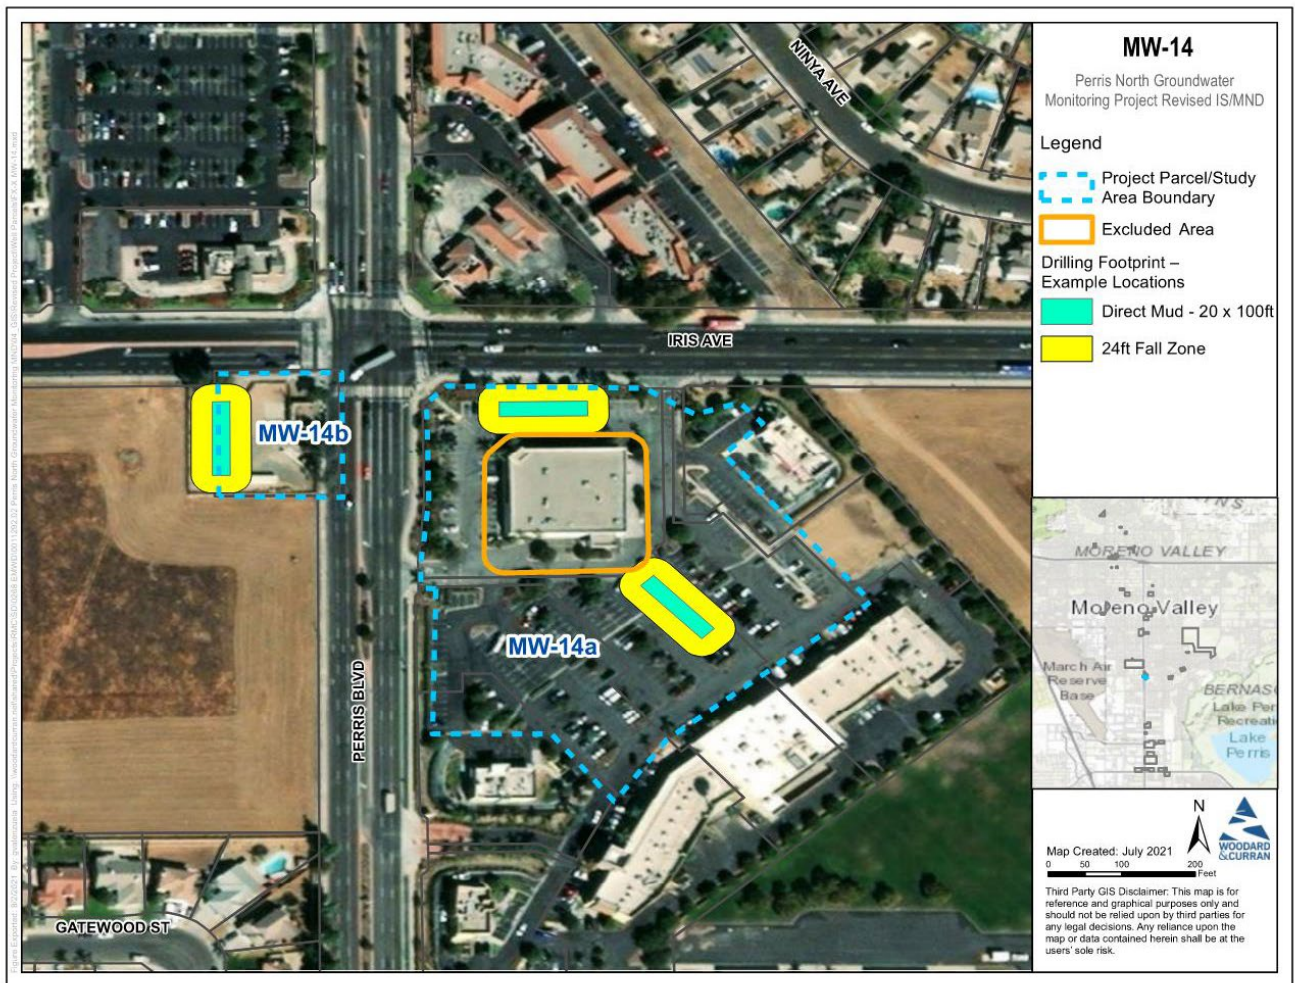 MW-14
Perris North Groundwater
Monitoring Project Revised IS/MND
Legend
Project Parcel/Study
Area Boundary
Excluded Area
Drilling Footprint –
Example Locations
Direct Mud - 20 x 100ft
24ft Fall Zone
NINYA AVE
IRIS AVE
MW-14b
MW-14a
PERRIS BLVD
GATEWOOD ST
MORENO VALLEY
Moreno Valley
March Air
Reserve
Base
BERNASC
Lake Per
Recreati
Lake
Perris
N
WOODARD
&CURRAN
Map Created: July 2021
0 50 100 200
Feet
Third Party GIS Disclaimer: This map is for
reference and graphical purposes only and
should not be relied upon by third parties for
any legal decisions. Any reliance upon the
map or data contained herein shall be at the
users' sole risk.